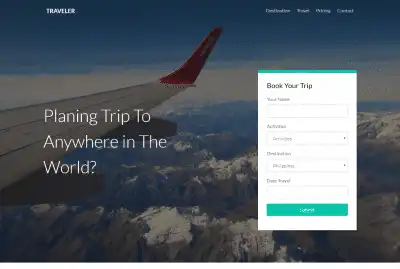 TRAVELER
Destination Travel Pricing Contact
Planing Trip To
Anywhere in The
World?
Book Your Trip
Your Name
Activities
Activities
Destination
Philippines
Date Travel
Submit